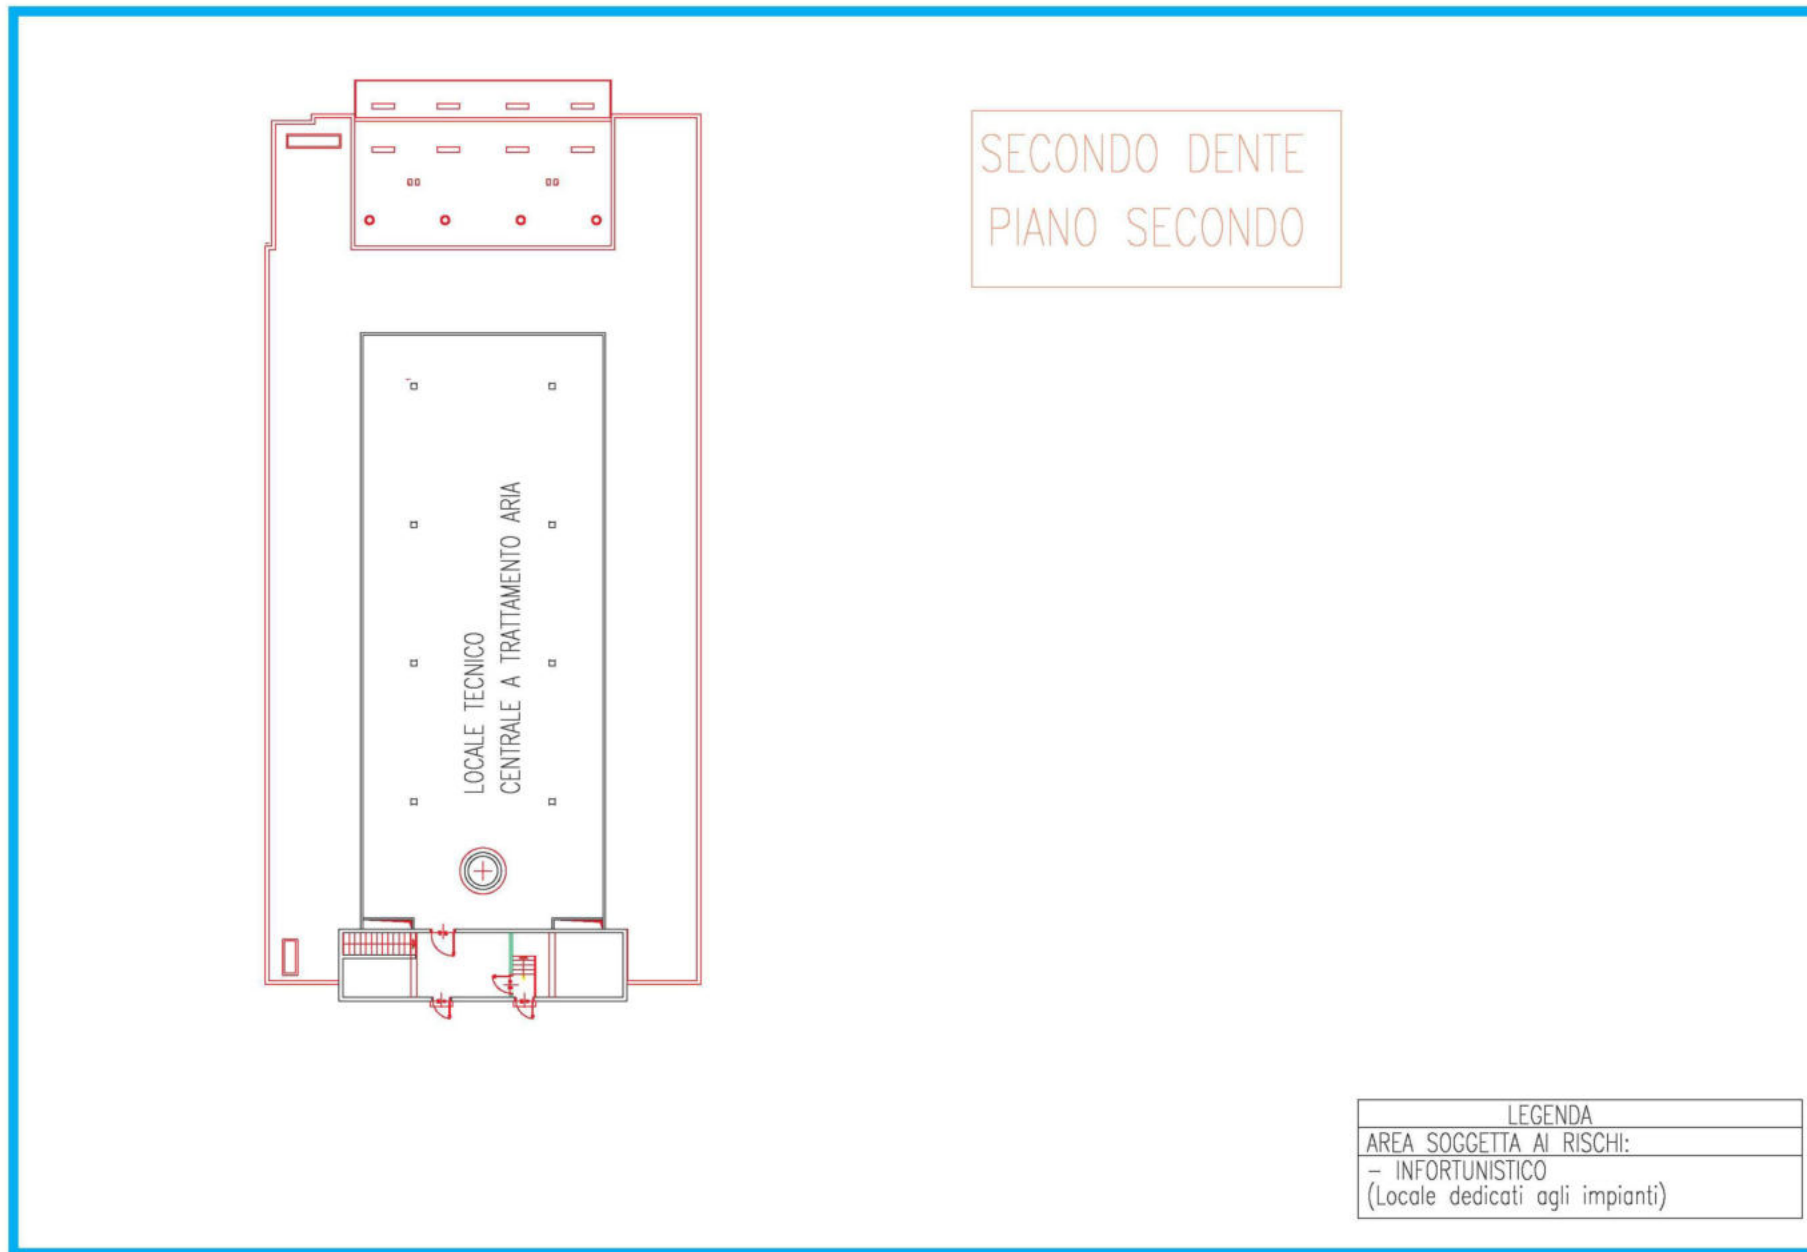 SECONDO DENTE
PIANO SECONDO
LOCALE TECNICO
CENTRALE A TRATTAMENTO ARIA
LEGENDA
AREA SOGGETTA AI RISCHI:
- INFORTUNISTICO
(Locale dedicati agli impianti)